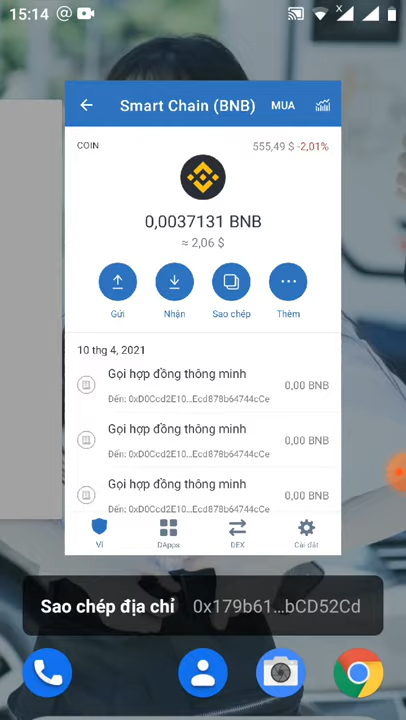 15:14
Smart Chain (BNB) MUA
COIN 555,49 $ -2,01%
0,0037131 BNB
≈ 2,06 $
Gửi Nhận Sao chép Thêm
10 thg 4, 2021
Gọi hợp đồng thông minh 0,00 BNB
Đến: 0xD0Ccd2E10...Ecd878b64744cCe
Gọi hợp đồng thông minh 0,00 BNB
Đến: 0xD0Ccd2E10...Ecd878b64744cCe
Gọi hợp đồng thông minh 0,00 BNB
Đến: 0xD0Ccd2E10...Ecd878b64744cCe
Ví DApps DEX Cài đặt
Sao chép địa chỉ 0x179b61...bCD52Cd